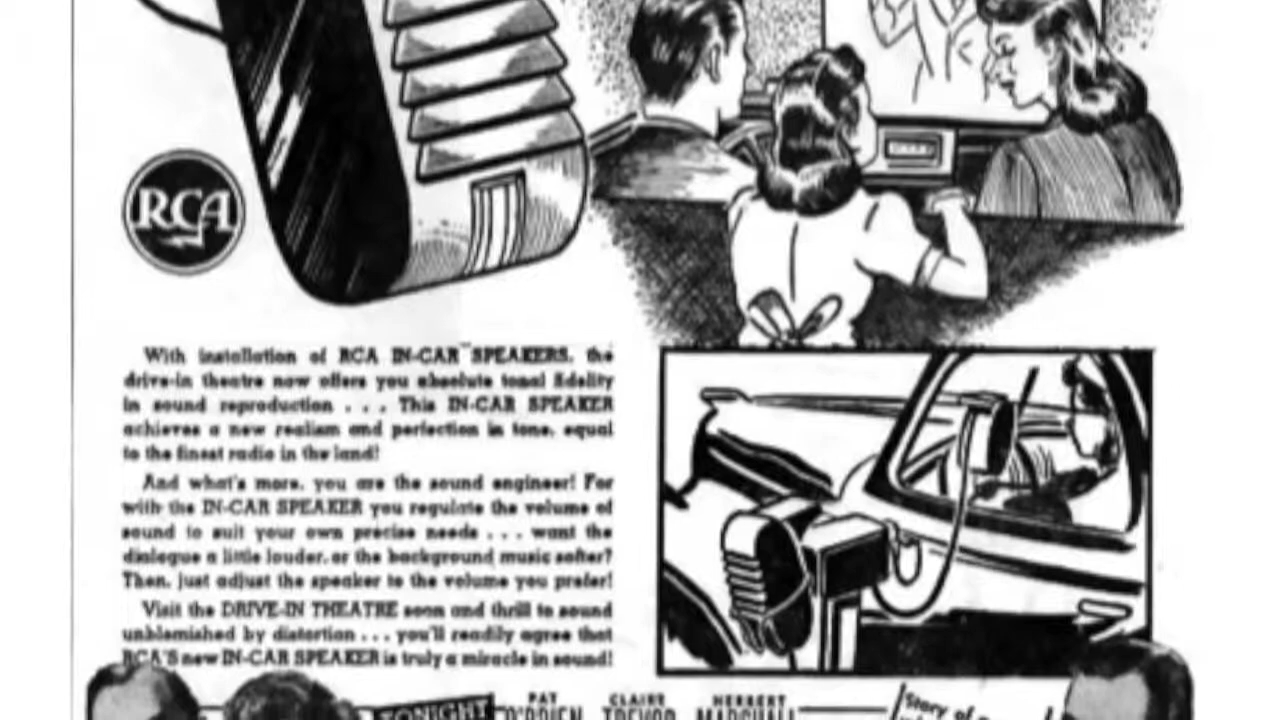 RCA
With installation of RCA IN-CAR SPEAKERS, the
drive-in theatre now offers you absolute tonal fidelity
in sound reproduction . . . This IN-CAR SPEAKER
achieves a new realism and perfection in tone, equal
to the finest radio in the land!
And what's more, you are the sound engineer! For
with the IN-CAR SPEAKER you regulate the volume of
sound to suit your own precise needs . . . want the
dialogue a little louder, or the background music softer?
Then, just adjust the speaker to the volume you prefer!
Visit the DRIVE-IN THEATRE soon and thrill to sound
unblemished by distortion . . . you'll readily agree that
RCA'S new IN-CAR SPEAKER is truly a miracle in sound!
TONIGHT
PAT CLAIRE HERBERT
O'BRIEN TREVOR MARSHALL
Story of